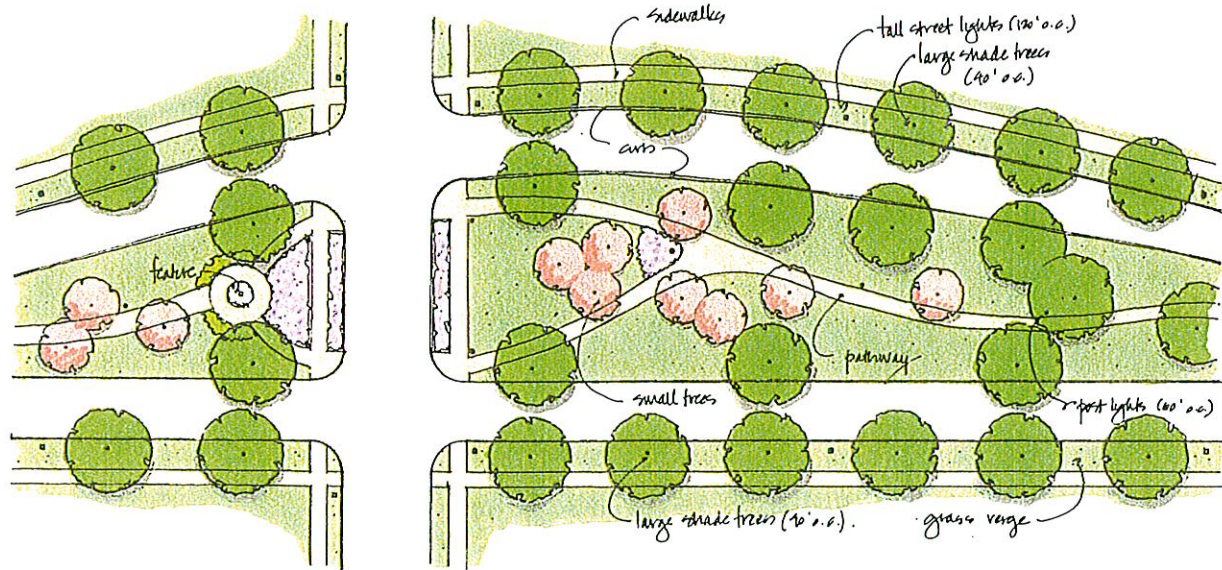 sidewalks
tall street lights (120' o.c.)
large shade trees
(40' o.c.)
curbs
feature
pathway
small trees
post lights (60' o.c.)
large shade trees (40' o.c.)
grass verge